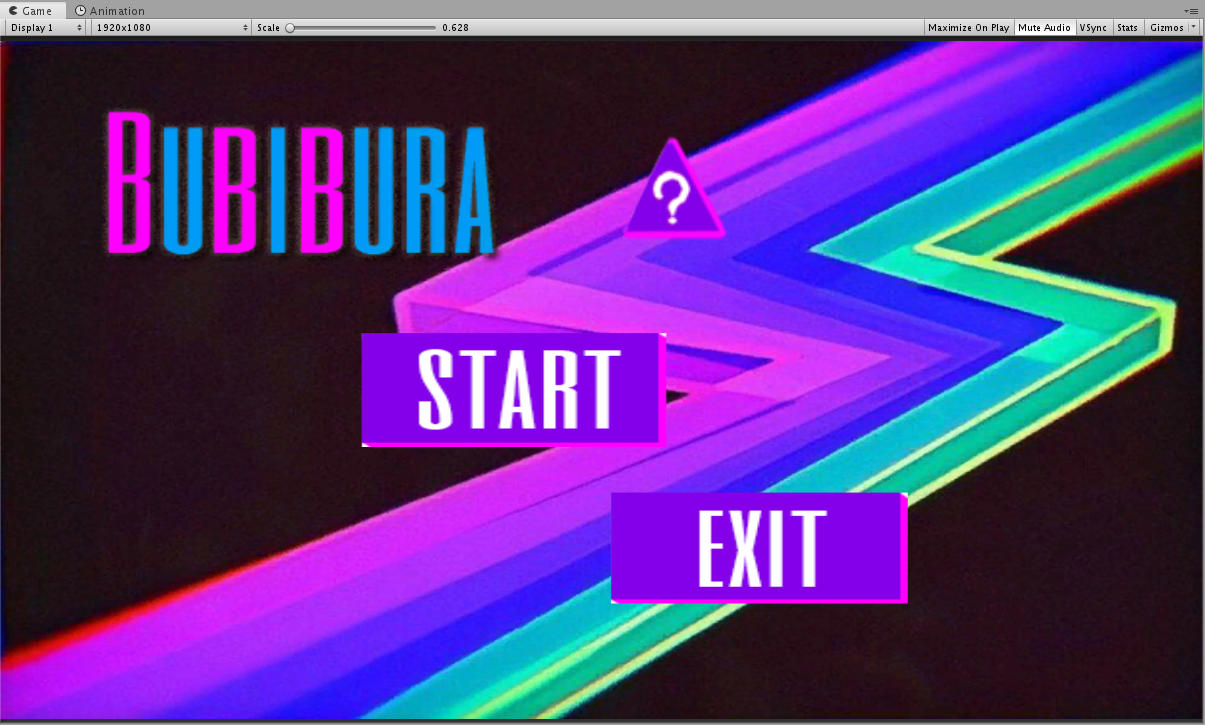 Game Animation
Display 1 1920x1080 Scale 0.628 Maximize On Play Mute Audio VSync Stats Gizmos
BUBIBURA
?
START
EXIT